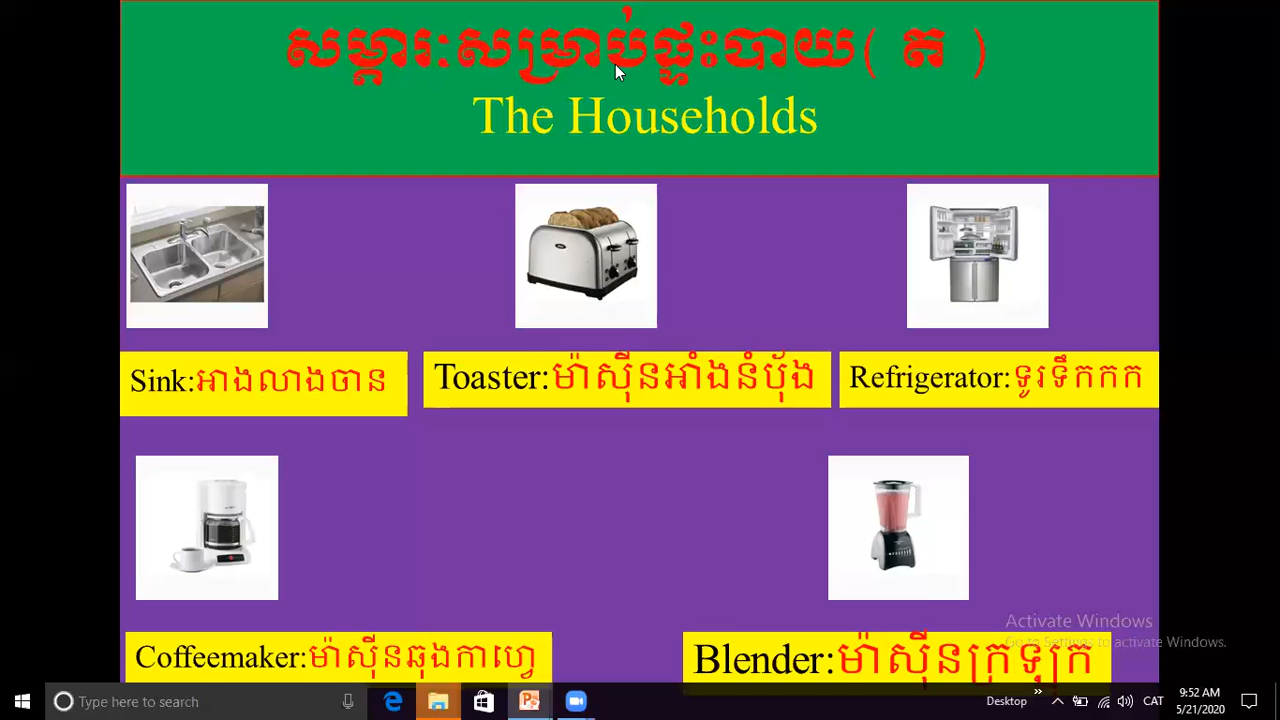 សម្ភារៈសម្រាប់ផ្ទះបាយ( ត )
The Households
Sink:អាងលាងចាន
Toaster:ម៉ាស៊ីនអាំងនំប៉័ង
Refrigerator:ទូរទឹកកក
Coffeemaker:ម៉ាស៊ីនឆុងកាហ្វេ
Blender:ម៉ាស៊ីនក្រឡុក
Activate Windows
Go to Settings to activate Windows.
Type here to search
Desktop
CAT
9:52 AM
5/21/2020